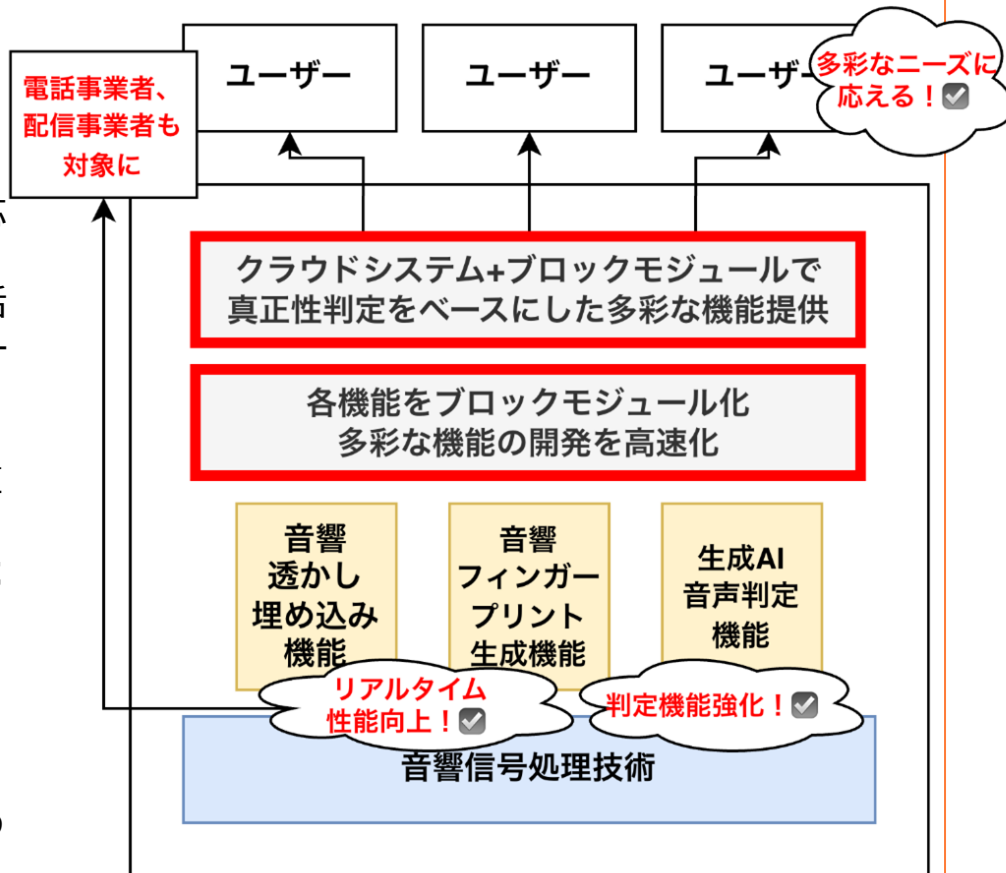 ユーザー
ユーザー
ユーザー
多彩なニーズに
応える！☑
電話事業者、
配信事業者も
対象に
クラウドシステム+ブロックモジュールで
真正性判定をベースにした多彩な機能提供
各機能をブロックモジュール化
多彩な機能の開発を高速化
音響
透かし
埋め込み
機能
音響
フィンガー
プリント
生成機能
生成AI
音声判定
機能
リアルタイム
性能向上！☑
判定機能強化！☑
音響信号処理技術